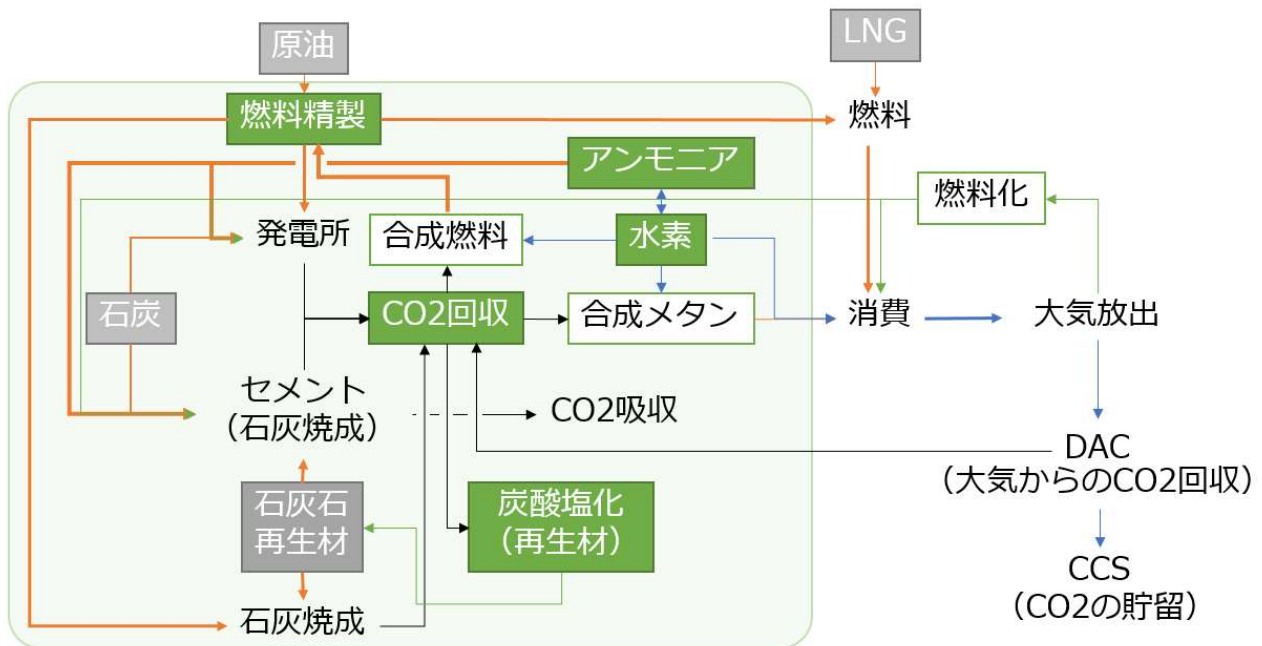 原油
LNG
燃料精製
燃料
アンモニア
燃料化
発電所
合成燃料
水素
石炭
CO2回収
合成メタン
消費
大気放出
セメント
（石灰焼成）
CO2吸収
DAC
（大気からのCO2回収）
石灰石
再生材
炭酸塩化
（再生材）
CCS
（CO2の貯留）
石灰焼成